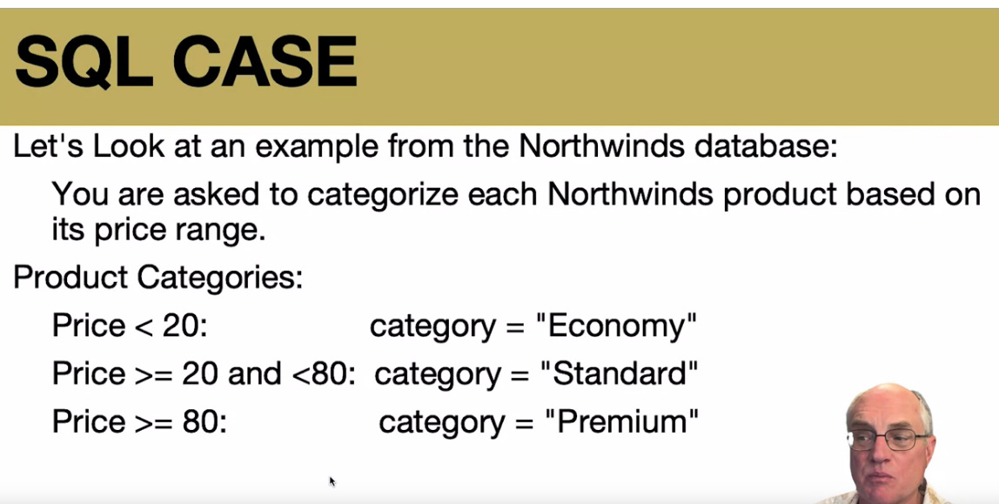 SQL CASE
Let's Look at an example from the Northwinds database:
You are asked to categorize each Northwinds product based on
its price range.
Product Categories:
Price < 20: category = "Economy"
Price >= 20 and <80: category = "Standard"
Price >= 80: category = "Premium"